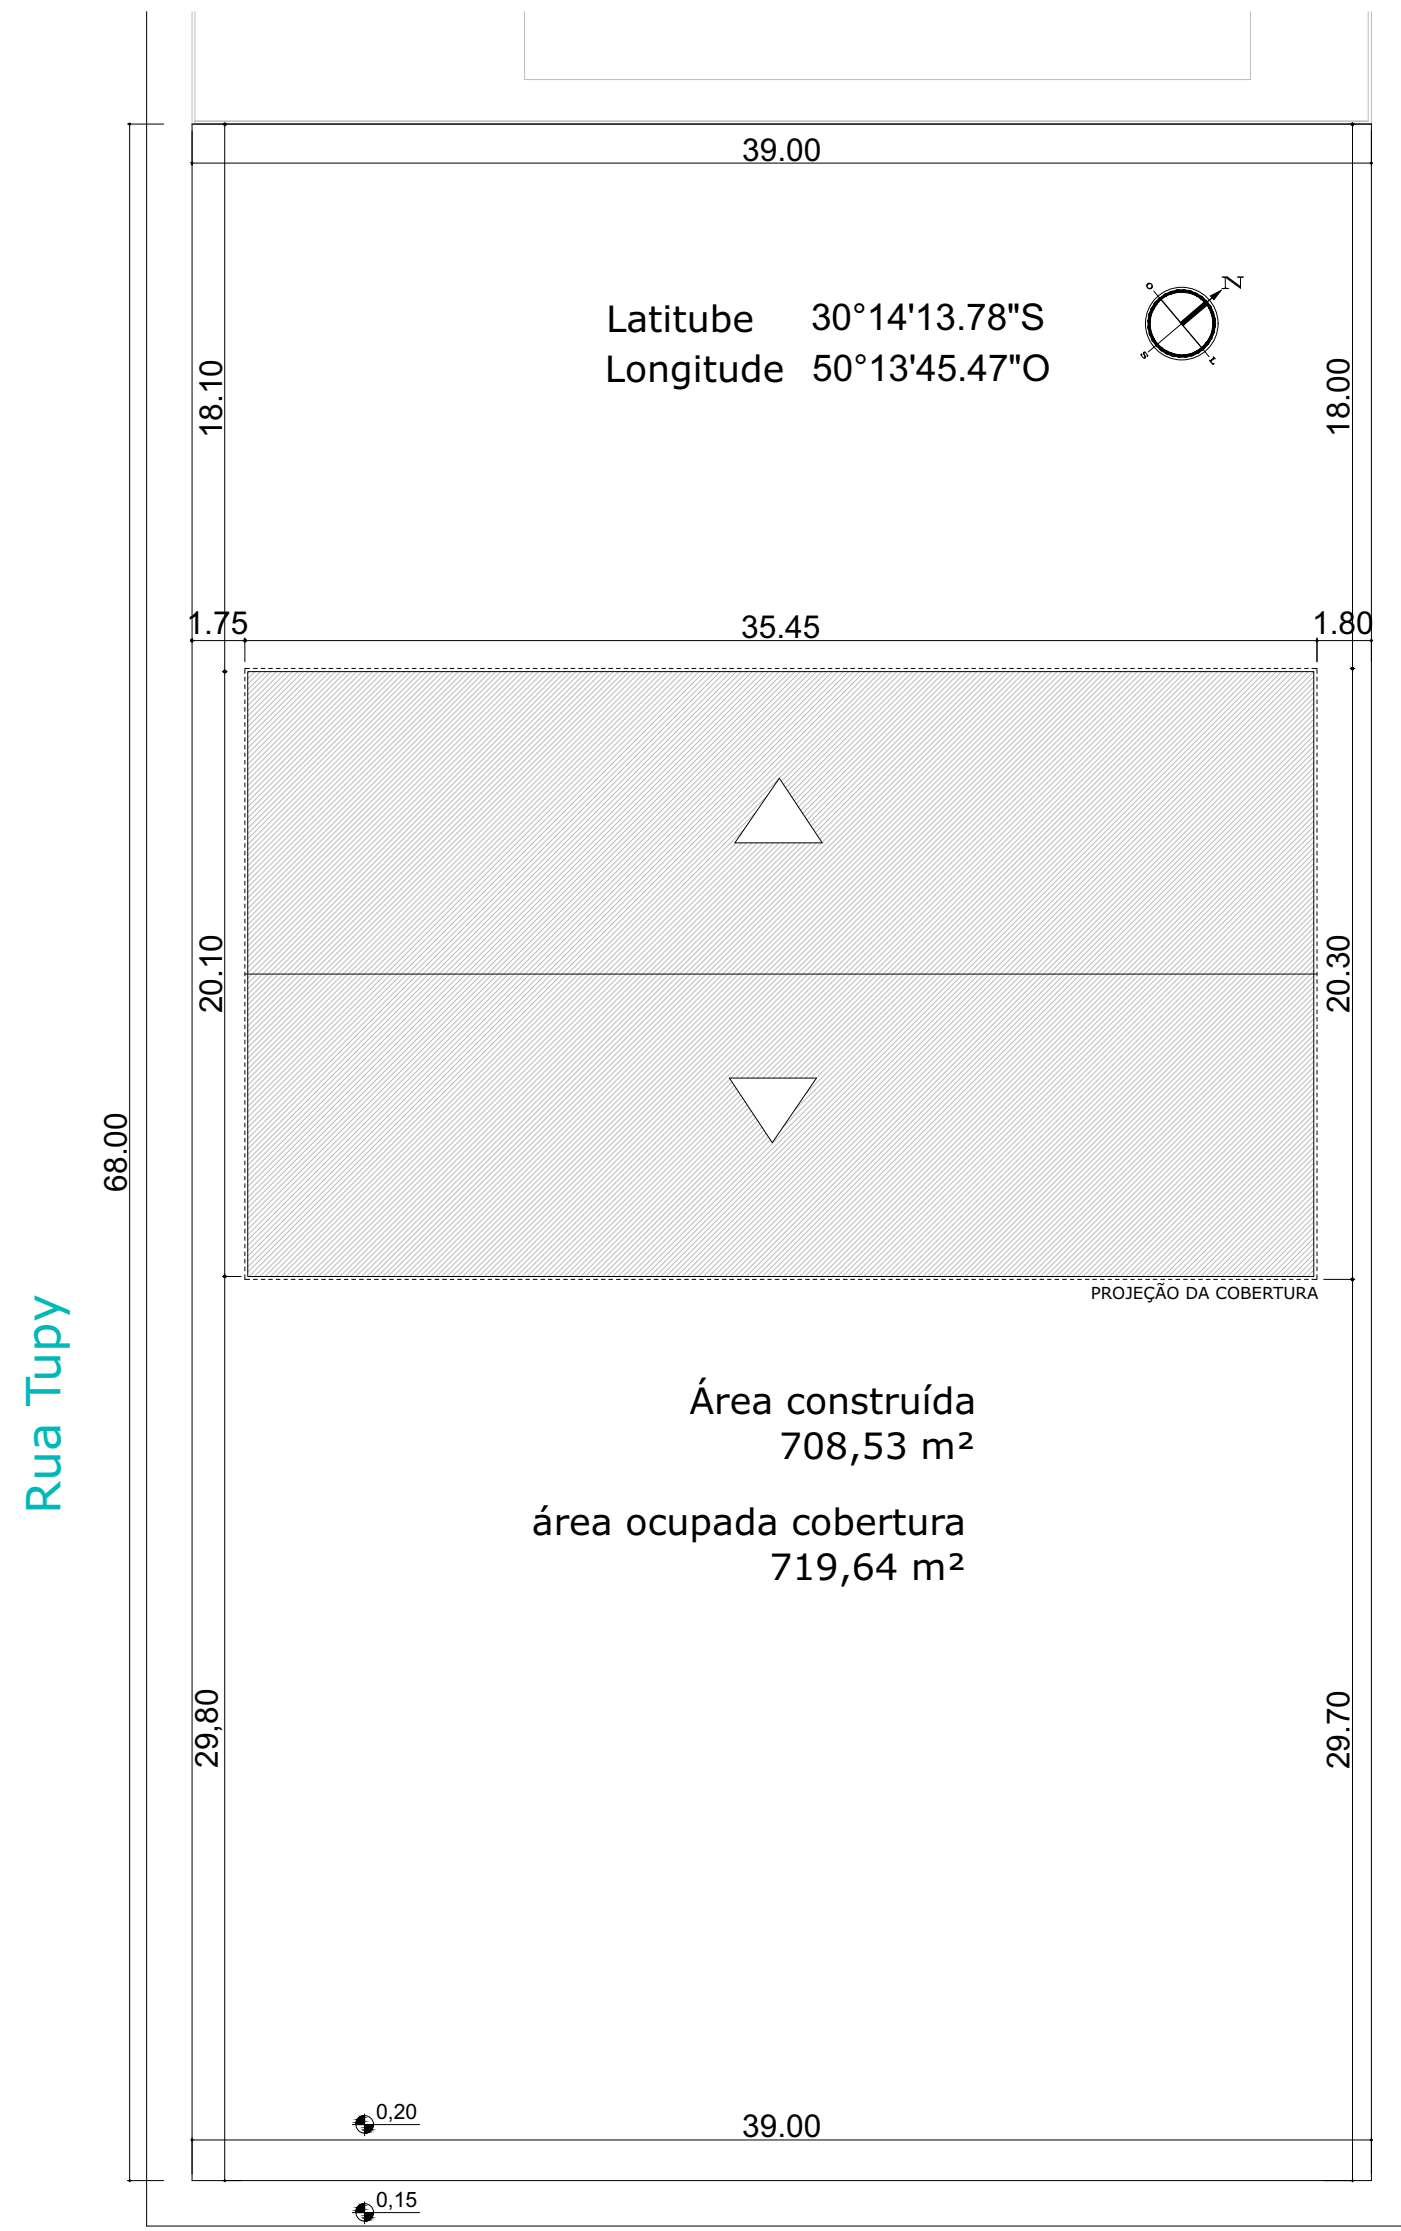 39.00
Latitube 30°14'13.78"S
Longitude 50°13'45.47"O
N
O
S
L
18.10
18.00
1.75
35.45
1.80
20.10
20.30
68.00
PROJEÇÃO DA COBERTURA
Rua Tupy
Área construída
708,53 m²
área ocupada cobertura
719,64 m²
29,80
29.70
0,20
39.00
0,15